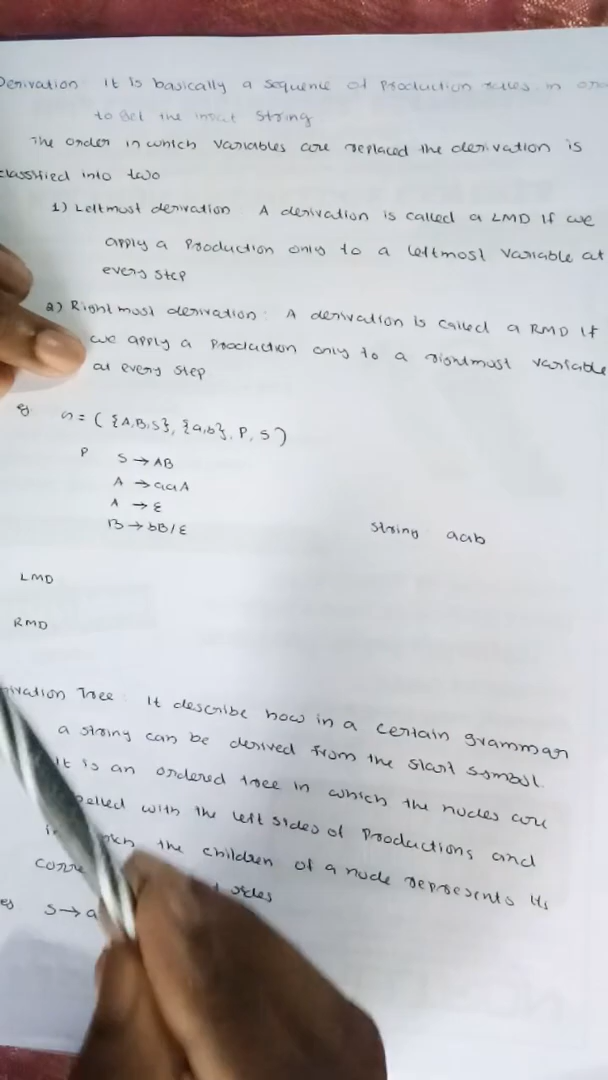 Derivation It is basically a sequence of production rules in
to get the input string
The order in which variables are replaced the derivation is
classified into two
1) Leftmost derivation A derivation is called a LMD if we
apply a production only to a leftmost variable at
every step
2) Rightmost derivation: A derivation is called a RMD if
we apply a production only to a rightmost variable
at every step
eg G = ( {A,B,S}, {a,b}, P, S )
P S → AB
A → aaA
A → ε
B → bB/ε
String aab
LMD
RMD
Tree: It describe how in a certain grammar
a string can be derived from the start symbol.
It is an ordered tree in which the nodes are
with the left sides of productions and
the children of a node represents its
sides
eg S → a